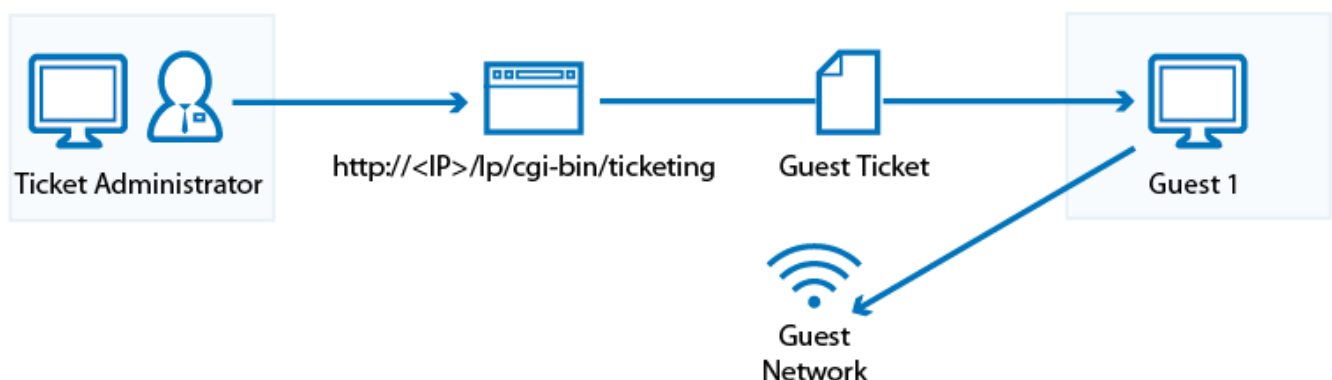 Ticket Administrator
http://<IP>/lp/cgi-bin/ticketing
Guest Ticket
Guest 1
Guest
Network